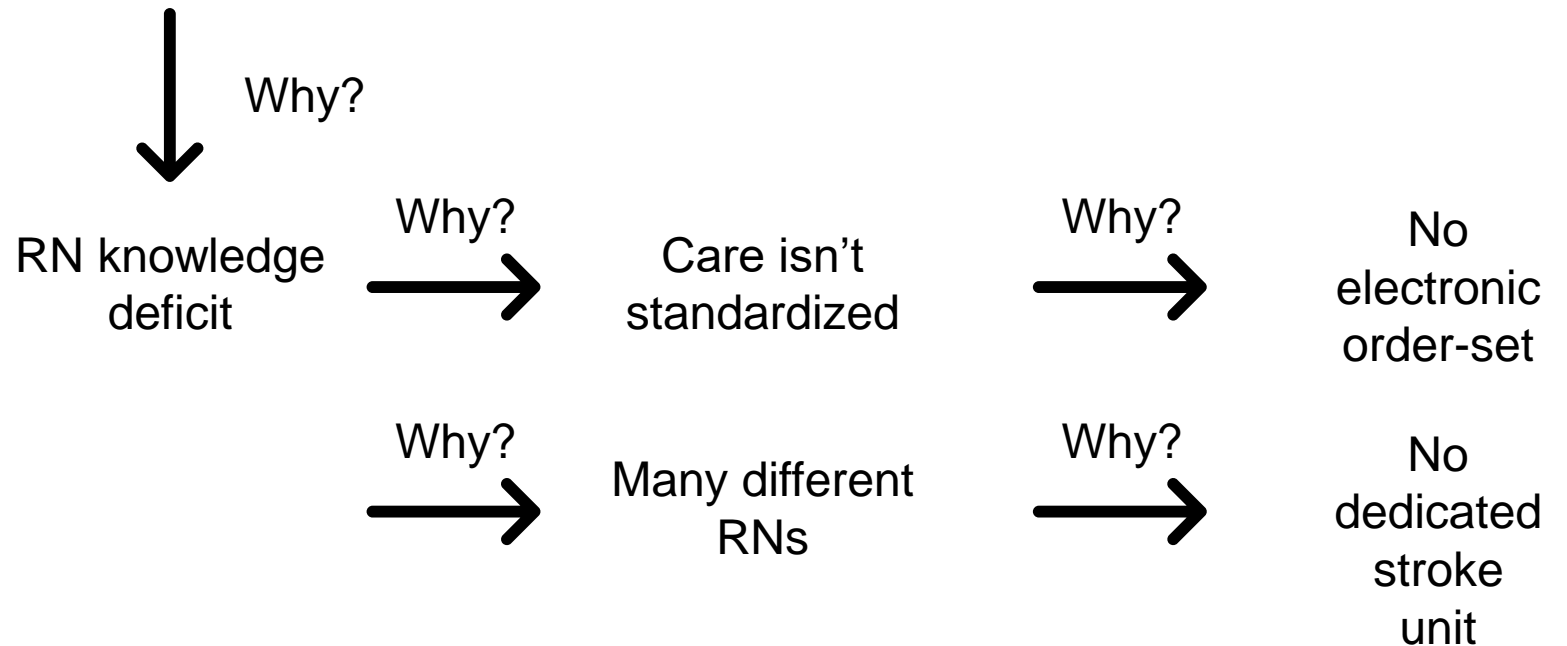 Why?
RN knowledge
deficit
Why?
Care isn’t
standardized
Why?
No
electronic
order-set
Why?
Many different
RNs
Why?
No
dedicated
stroke
unit